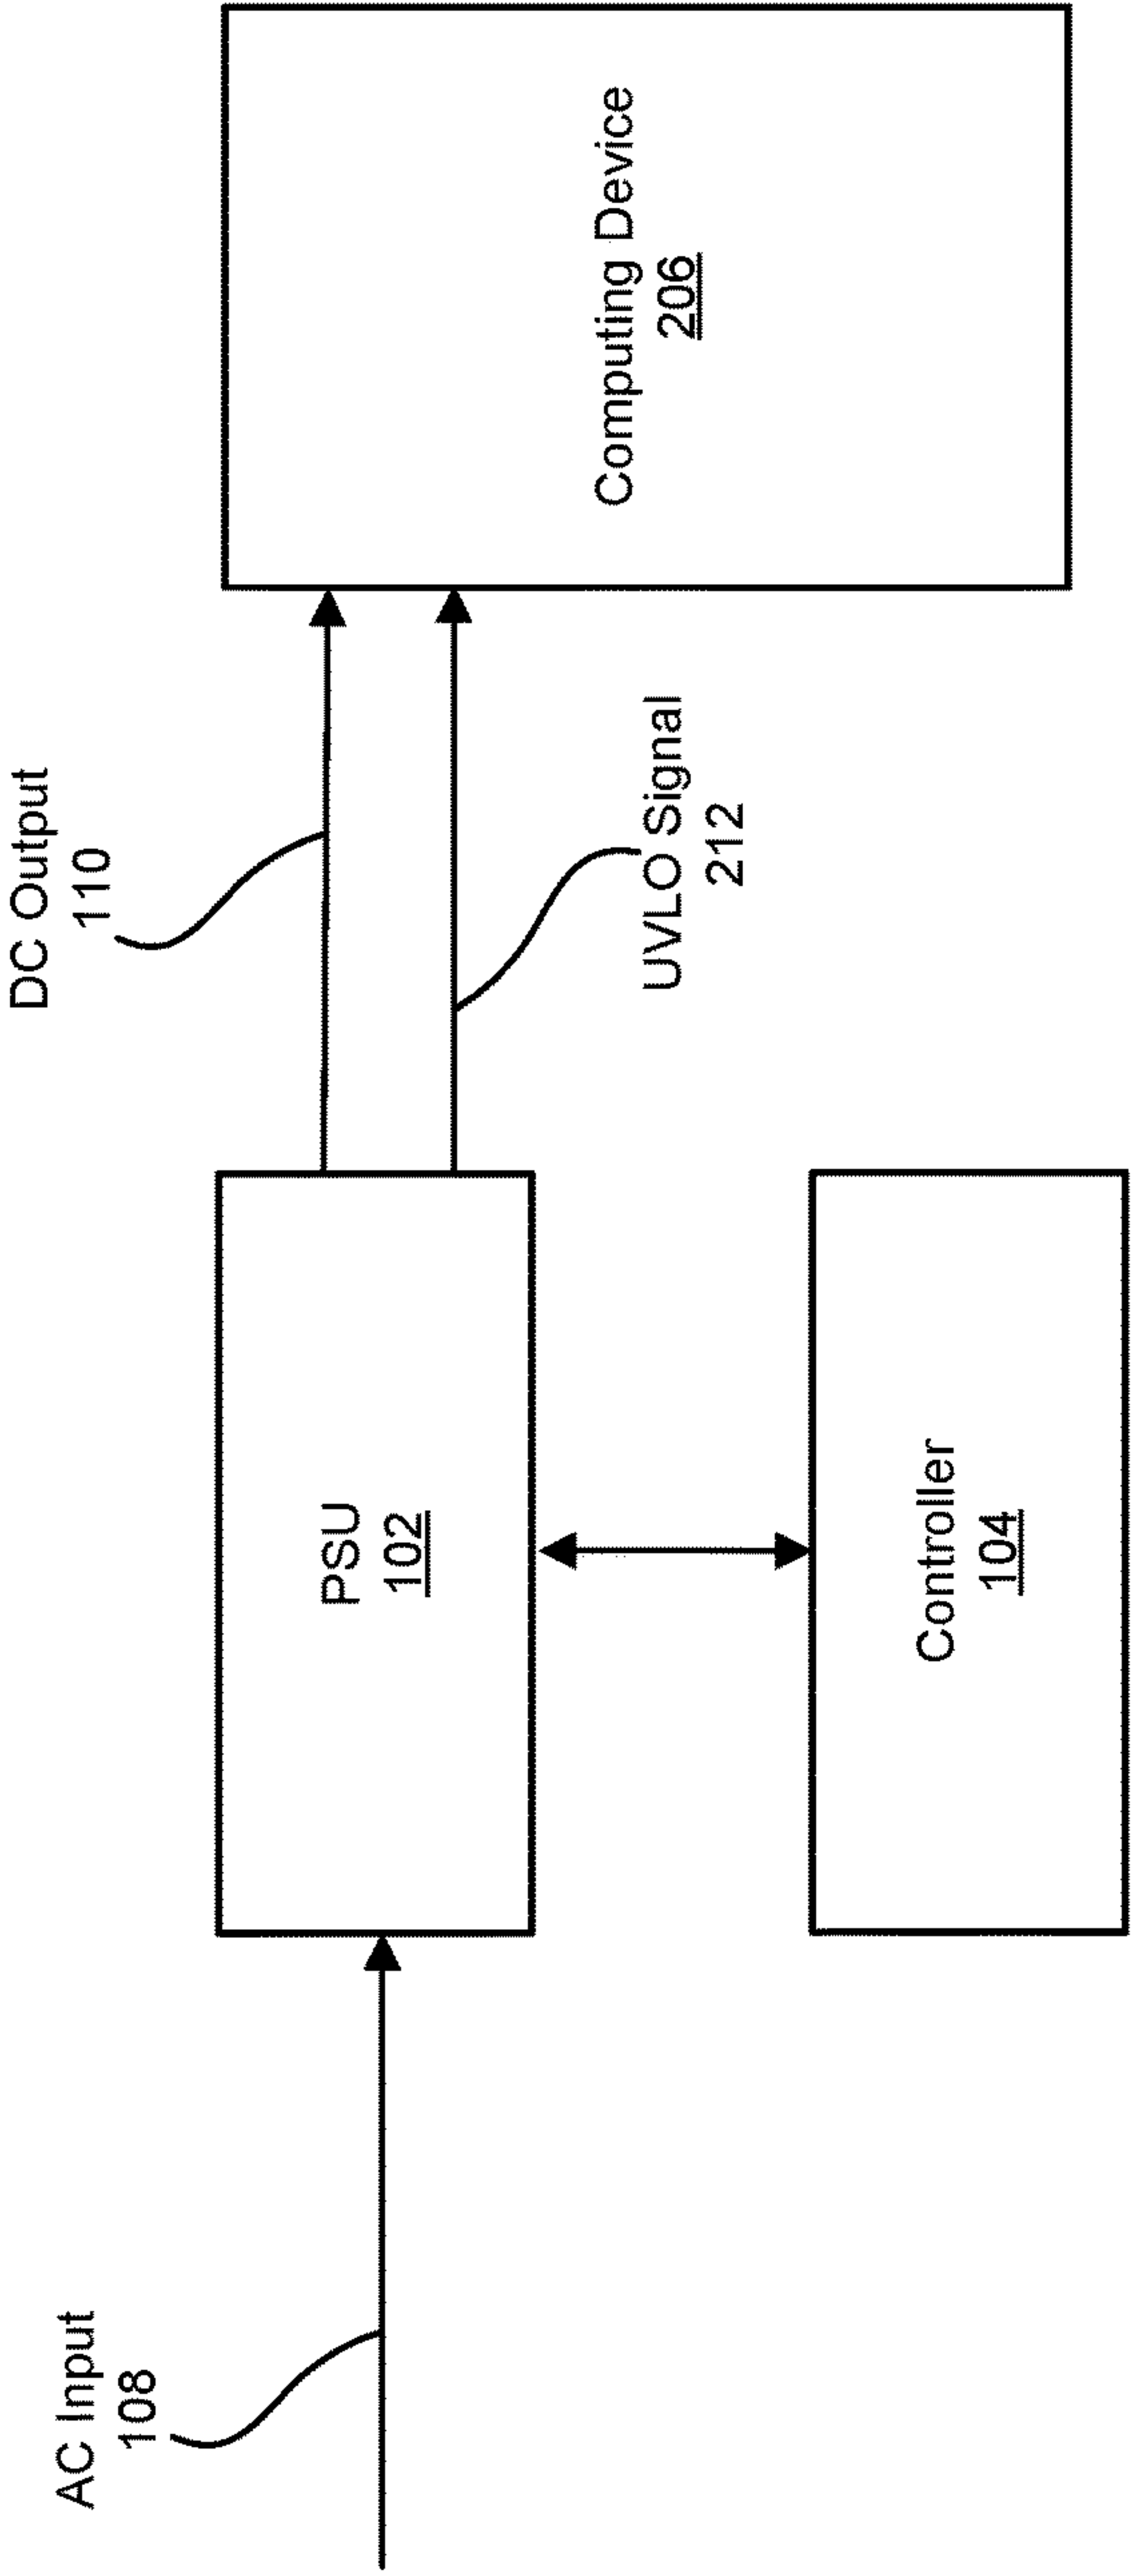 DC Output
110
AC Input
108
PSU
102
UVLO Signal
212
Computing Device
206
Controller
104